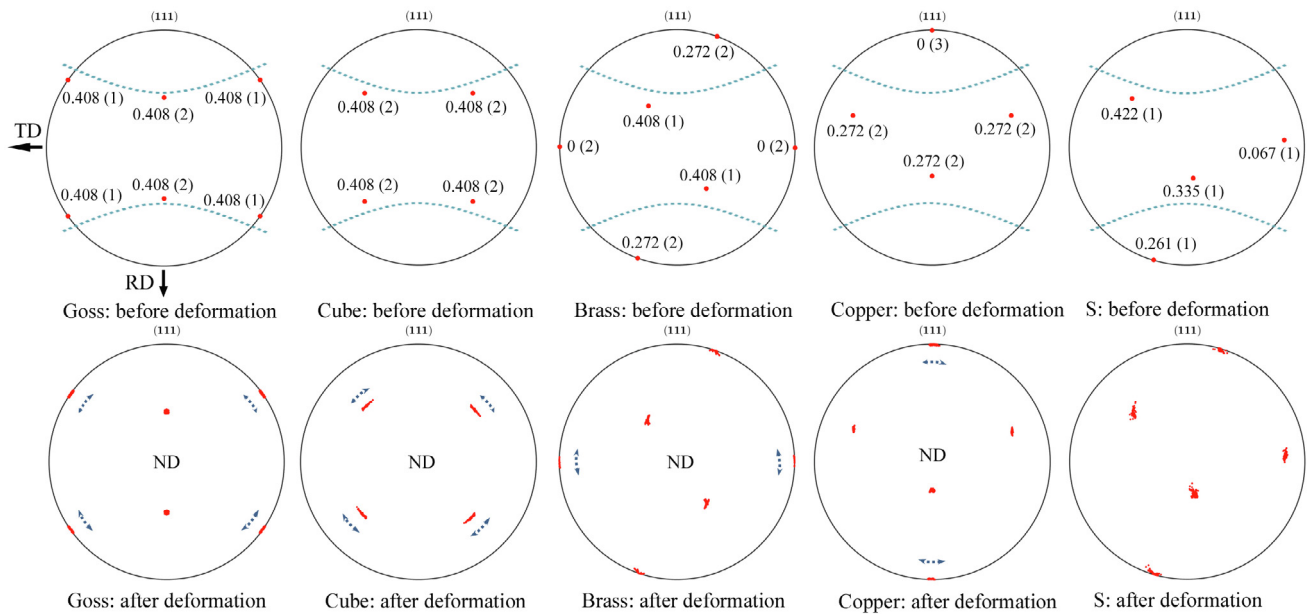 (111) (111) (111) (111) (111)
0.408 (1) 0.408 (1)
0.408 (2)
TD
0.408 (1) 0.408 (2) 0.408 (1)
RD
Goss: before deformation
0.408 (2) 0.408 (2)
0.408 (2) 0.408 (2)
Cube: before deformation
0.272 (2)
0.408 (1)
0 (2) 0 (2)
0.408 (1)
0.272 (2)
Brass: before deformation
0 (3)
0.272 (2) 0.272 (2)
0.272 (2)
Copper: before deformation
0.422 (1)
0.067 (1)
0.335 (1)
0.261 (1)
S: before deformation
(111) (111) (111) (111) (111)
ND ND ND ND
Goss: after deformation
Cube: after deformation
Brass: after deformation
Copper: after deformation
S: after deformation